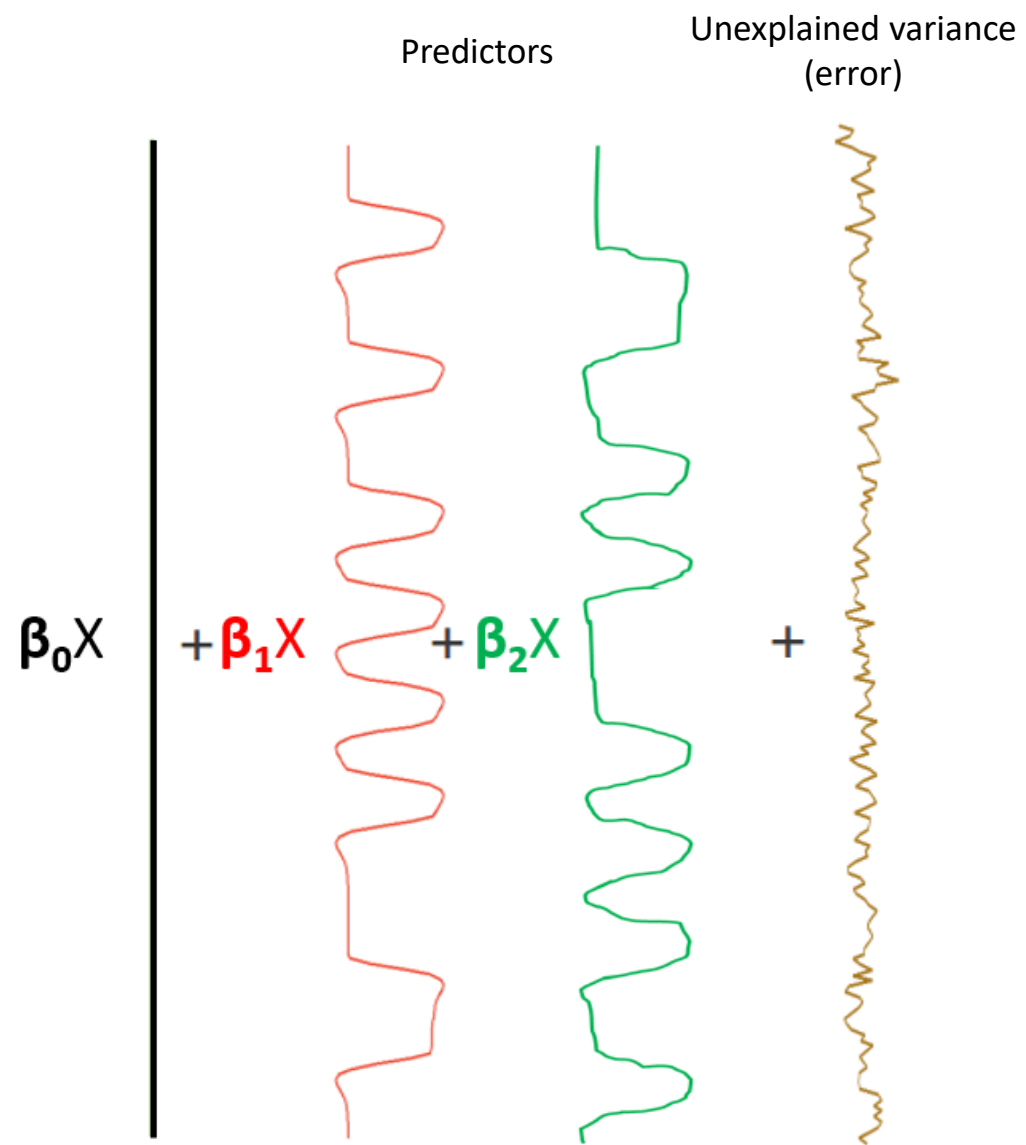 Predictors
Unexplained variance
(error)
β₀X + β₁X + β₂X +